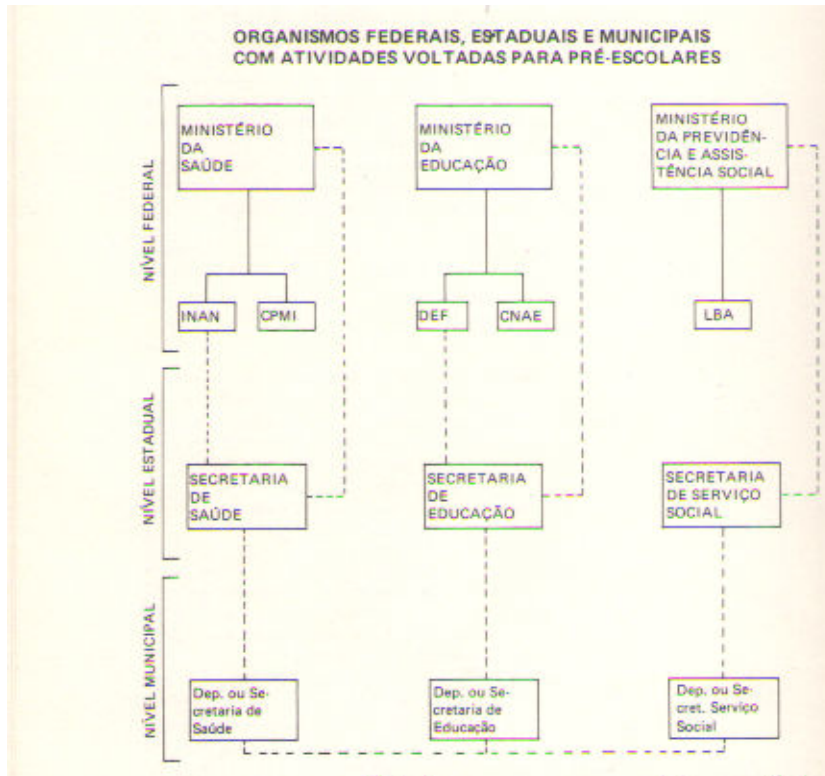 ORGANISMOS FEDERAIS, ESTADUAIS E MUNICIPAIS
COM ATIVIDADES VOLTADAS PARA PRÉ-ESCOLARES
NÍVEL FEDERAL
MINISTÉRIO
DA
SAÚDE
MINISTÉRIO
DA
EDUCAÇÃO
MINISTÉRIO
DA PREVIDÊN-
CIA E ASSIS-
TÊNCIA SOCIAL
INAN
CPMI
DEF
CNAE
LBA
NÍVEL ESTADUAL
SECRETARIA
DE
SAÚDE
SECRETARIA
DE
EDUCAÇÃO
SECRETARIA
DE SERVIÇO
SOCIAL
NÍVEL MUNICIPAL
Dep. ou Se-
cretaria de
Saúde
Dep. ou Se-
cretaria de
Educação
Dep. ou Se-
cret. Serviço
Social